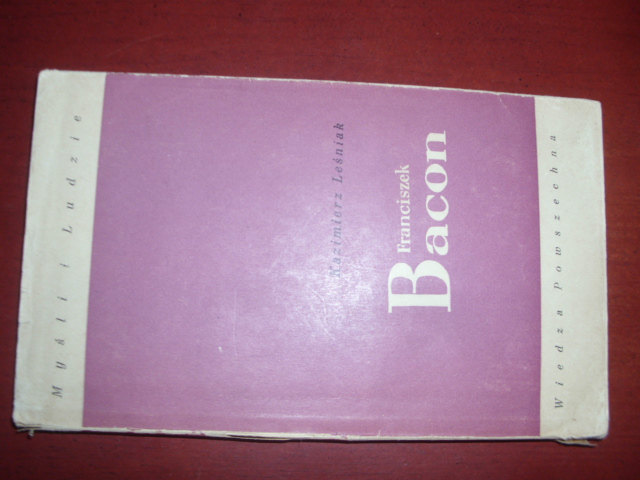 Myśli i Ludzie
Kazimierz Leśniak
Franciszek
Bacon
Wiedza Powszechna